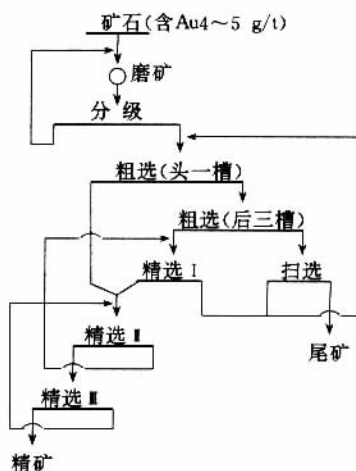 矿石(含Au4～5 g/t)
磨矿
分级
粗选(头一槽)
粗选(后三槽)
精选Ⅰ 扫选
尾矿
精选Ⅱ
精选Ⅲ
精矿